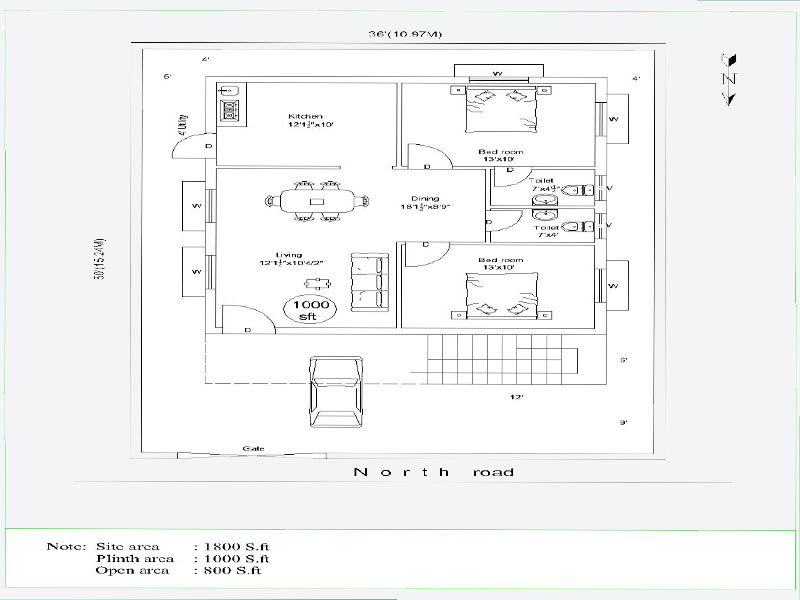 36'(10.97M)
4'
5'
4'
N
W
Kitchen
12'1½"x10'
4' Utility
D
W
Bed room
13'x10'
D
W
D
Toilet
7'x4½'
V
Dining
18'1½"x8'9"
D
Toilet
7'x4'
V
W
50'(15.24M)
Living
12'1½"x10'4/2"
D
Bed room
13'x10'
W
W
1000
sft
D
6'
12'
9'
Gate
North road
Note: Site area : 1800 S.ft
Plinth area : 1000 S.ft
Open area : 800 S.ft